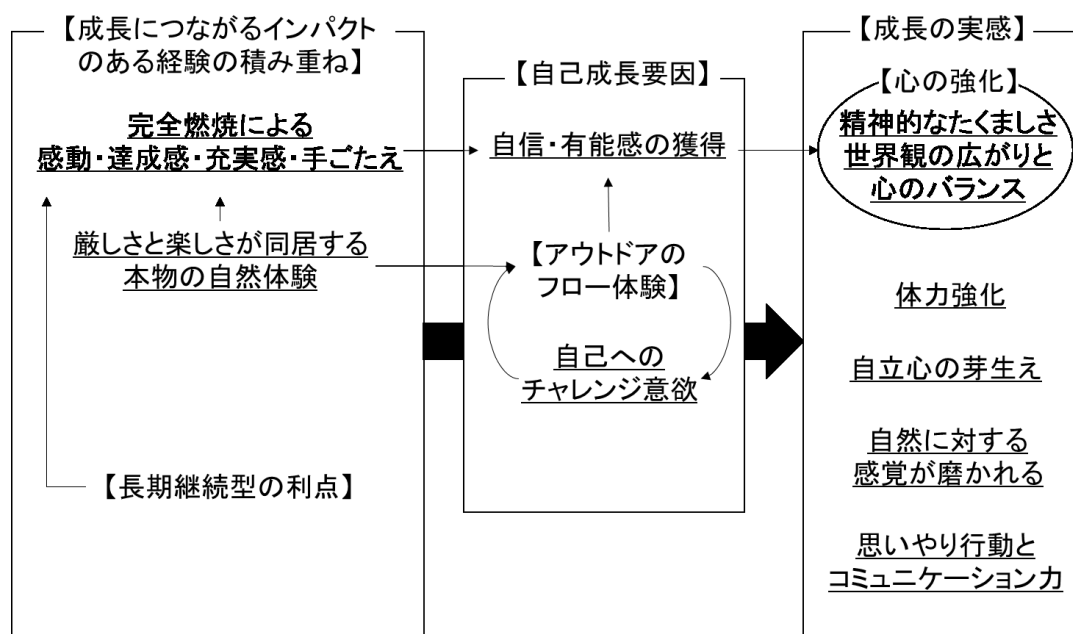 【成長につながるインパクト
のある経験の積み重ね】
完全燃焼による
感動・達成感・充実感・手ごたえ
厳しさと楽しさが同居する
本物の自然体験
【長期継続型の利点】
【自己成長要因】
自信・有能感の獲得
【アウトドアの
フロー体験】
自己への
チャレンジ意欲
【成長の実感】
【心の強化】
精神的なたくましさ
世界観の広がりと
心のバランス
体力強化
自立心の芽生え
自然に対する
感覚が磨かれる
思いやり行動と
コミュニケーション力